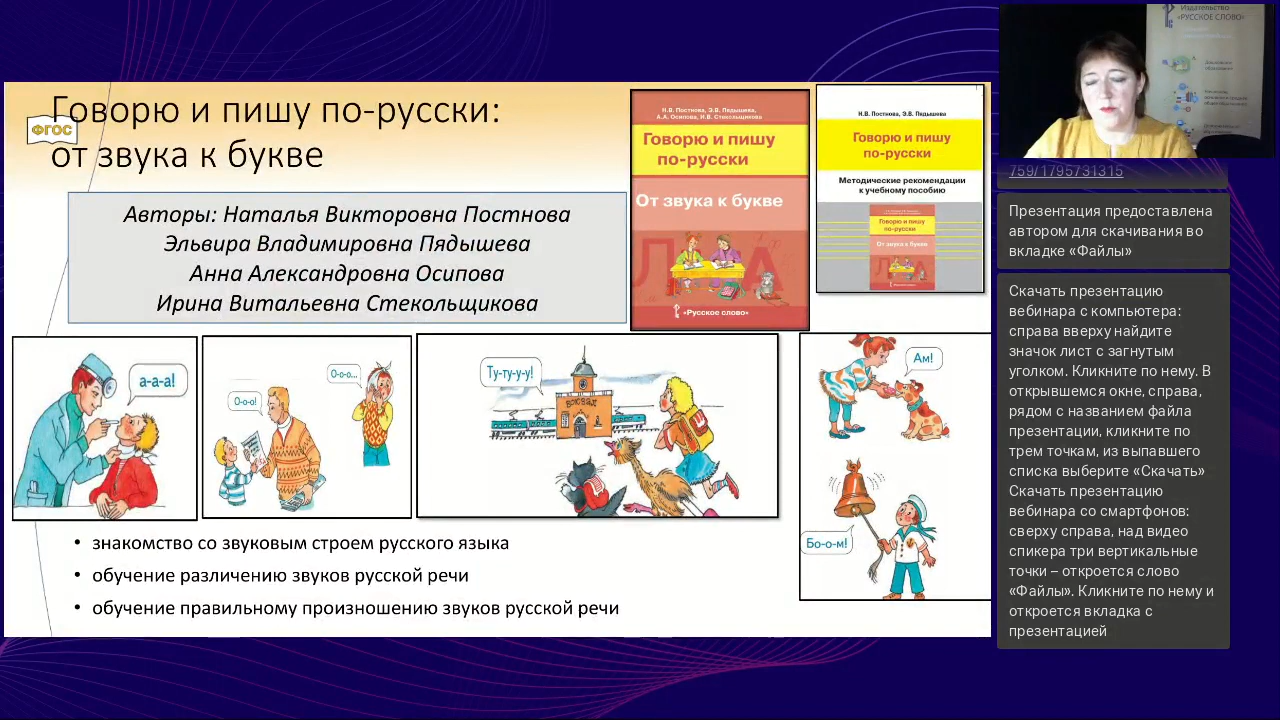 Говорю и пишу по-русски:
ФГОС
от звука к букве
Авторы: Наталья Викторовна Постнова
Эльвира Владимировна Пядышева
Анна Александровна Осипова
Ирина Витальевна Стекольщикова
Н.В. Постнова, Э.В. Пядышева,
А.А. Осипова, И.В. Стекольщикова
Говорю и пишу
по-русски
От звука к букве
«Русское слово»
Н.В. Постнова, Э.В. Пядышева
Говорю и пишу
по-русски
Методические рекомендации
к учебному пособию
Говорю и пишу
по-русски
От звука к букве
а-а-а!
О-о-о!
О-о-о...
Ту-ту-у-у!
ВОКЗАЛ
Ам!
Бо-о-м!
• знакомство со звуковым строем русского языка
• обучение различению звуков русской речи
• обучение правильному произношению звуков русской речи
Издательство
«РУССКОЕ СЛОВО»
759/1795731315
Презентация предоставлена
автором для скачивания во
вкладке «Файлы»
Скачать презентацию
вебинара с компьютера:
справа вверху найдите
значок лист с загнутым
уголком. Кликните по нему. В
открывшемся окне, справа,
рядом с названием файла
презентации, кликните по
трем точкам, из выпавшего
списка выберите «Скачать»
Скачать презентацию
вебинара со смартфонов:
сверху справа, над видео
спикера три вертикальные
точки – откроется слово
«Файлы». Кликните по нему и
откроется вкладка с
презентацией